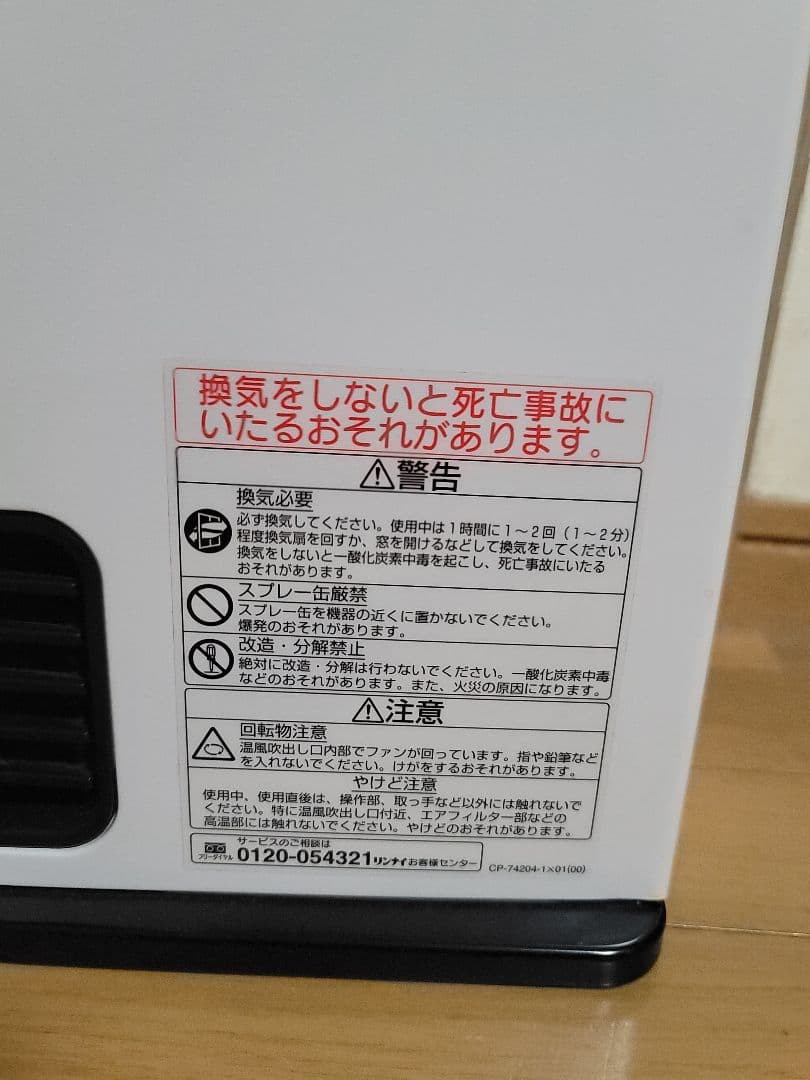 換気をしないと死亡事故に
いたるおそれがあります。
警告
換気必要
必ず換気してください。使用中は1時間に1～2回（1～2分）
程度換気扇を回すか、窓を開けるなどして換気をしてください。
換気をしないと一酸化炭素中毒を起こし、死亡事故にいたる
おそれがあります。
スプレー缶厳禁
スプレー缶を機器の近くに置かないでください。
爆発のおそれがあります。
改造・分解禁止
絶対に改造・分解は行わないでください。一酸化炭素中毒
などのおそれがあります。また、火災の原因になります。
注意
回転物注意
温風吹出し口内部でファンが回っています。指や鉛筆など
を入れないでください。けがをするおそれがあります。
やけど注意
使用中、使用直後は、操作部、取っ手など以外には触れないで
ください。特に温風吹出し口付近、エアフィルター部などの
高温部には触れないでください。やけどのおそれがあります。
サービスのご相談は
フリーダイヤル 0120-054321 リンナイお客様センター
CP-74204-1×01(00)